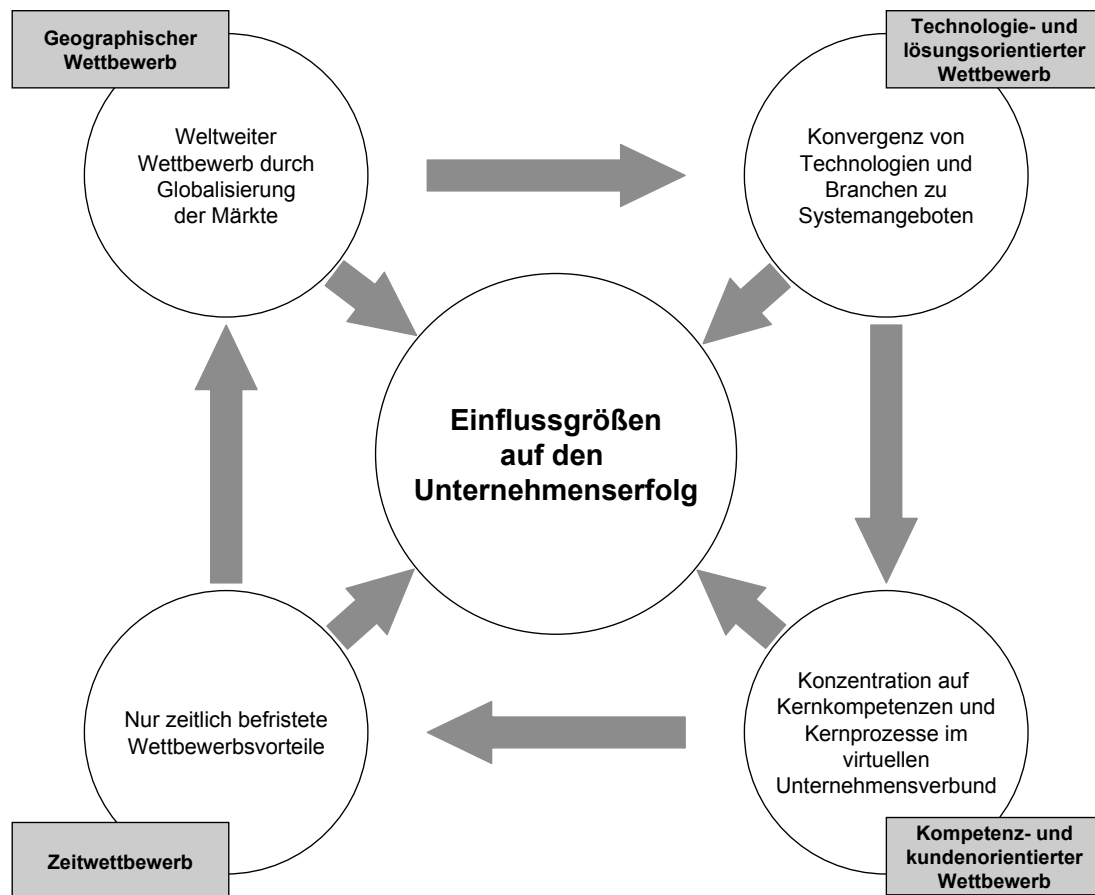 Geographischer
Wettbewerb
Weltweiter
Wettbewerb durch
Globalisierung
der Märkte
Technologie- und
lösungsorientierter
Wettbewerb
Konvergenz von
Technologien und
Branchen zu
Systemangeboten
Einflussgrößen
auf den
Unternehmenserfolg
Nur zeitlich befristete
Wettbewerbsvorteile
Zeitwettbewerb
Konzentration auf
Kernkompetenzen und
Kernprozesse im
virtuellen
Unternehmensverbund
Kompetenz- und
kundenorientierter
Wettbewerb